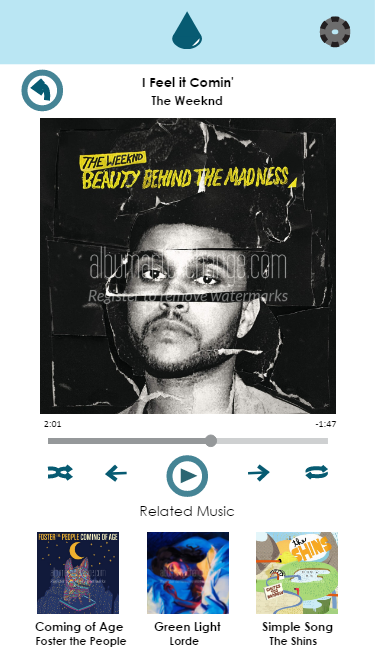 I Feel it Comin'
The Weeknd
THE WEEKND
BEAUTY BEHIND THE MADNESS
Register to remove watermarks
2:01
-1:47
Related Music
FOSTER THE PEOPLE COMING OF AGE
the
SHINS
Coming of Age
Foster the People
Green Light
Lorde
Simple Song
The Shins